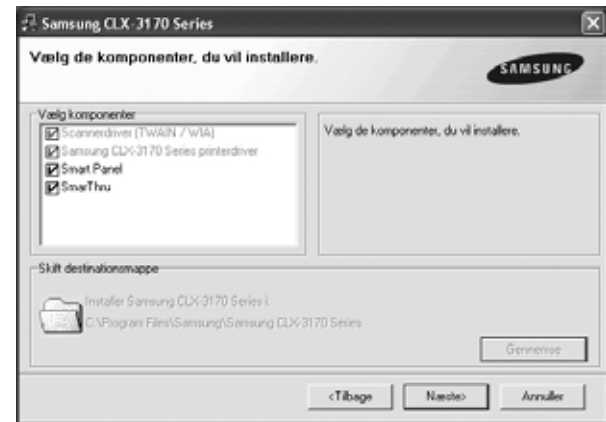 Samsung CLX-3170 Series
Vælg de komponenter, du vil installere.
SAMSUNG
Vælg komponenter
Scannerdriver (TWAIN / WIA)
Samsung CLX-3170 Series printerdriver
Smart Panel
SmarThru
Vælg de komponenter, du vil installere.
Skift destinationsmappe
Installer Samsung CLX-3170 Series i:
C:\Program Files\Samsung\Samsung CLX-3170 Series
Gennemse
<Tilbage
Næste>
Annuller